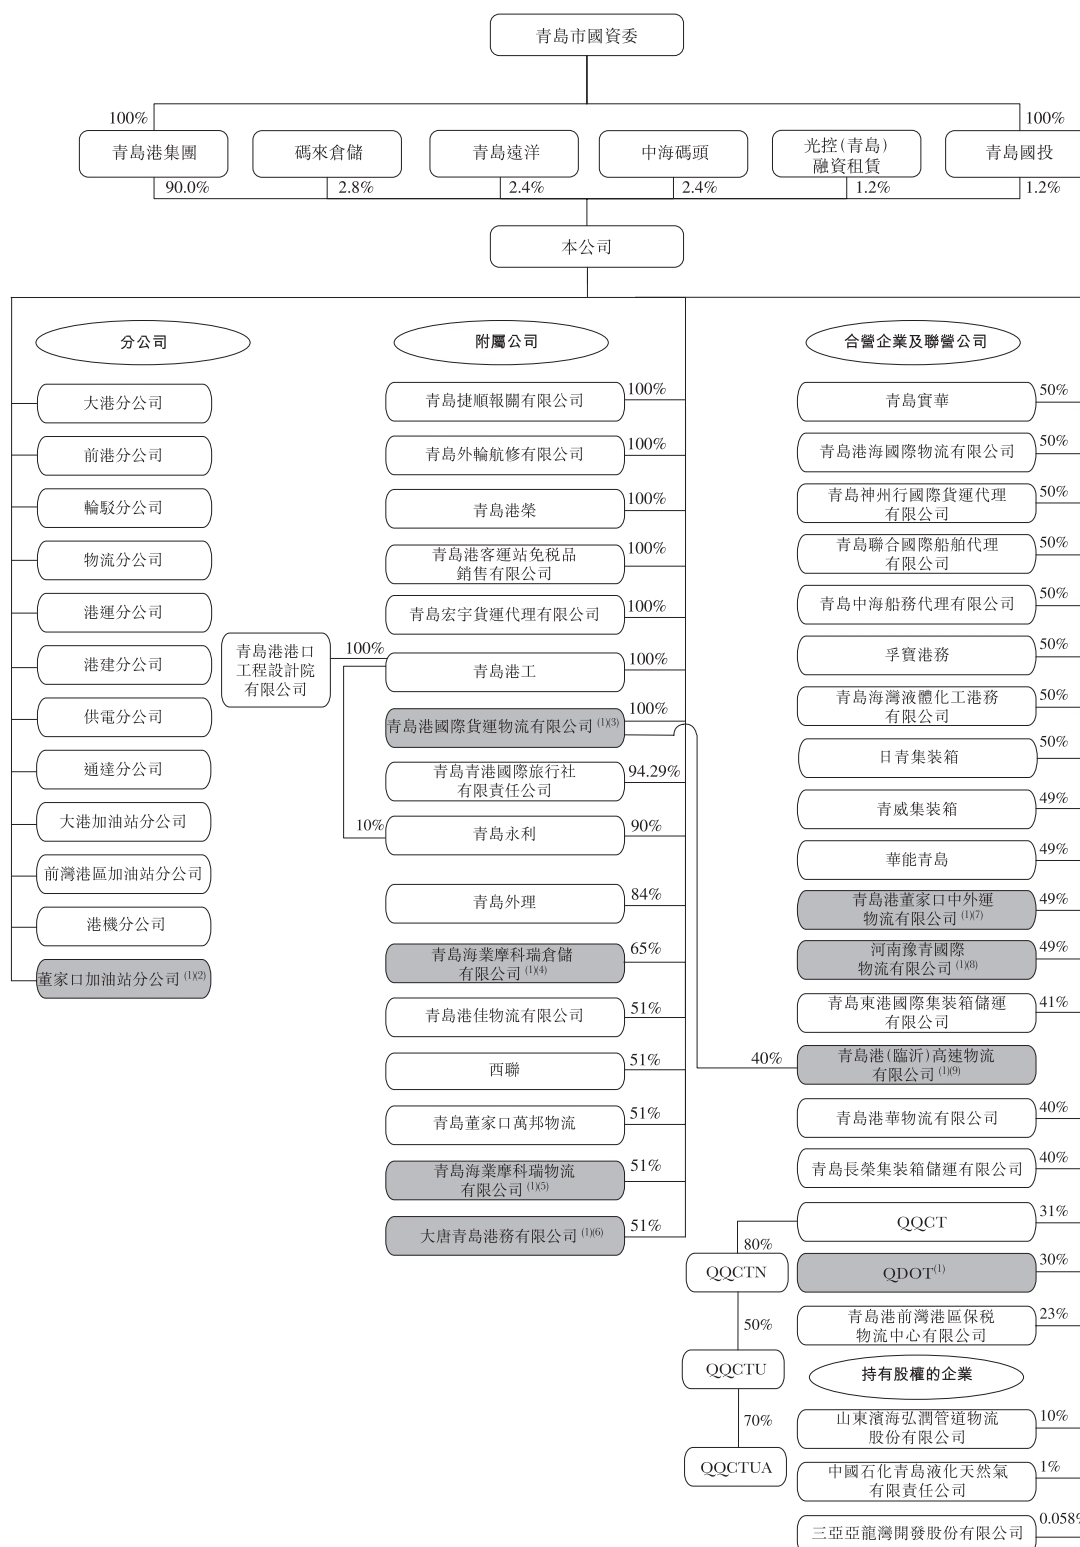 青島市國資委
100%
100%
青島港集團
碼來倉儲
青島遠洋
中海碼頭
光控(青島)
融資租賃
青島國投
90.0%
2.8%
2.4%
2.4%
1.2%
1.2%
本公司
分公司
大港分公司
前港分公司
輪駁分公司
物流分公司
港運分公司
港建分公司
供電分公司
通達分公司
大港加油站分公司
前灣港區加油站分公司
港機分公司
董家口加油站分公司 (1)(2)
附屬公司
青島捷順報關有限公司
100%
青島外輪航修有限公司
100%
青島港榮
100%
青島港客運站免税品
銷售有限公司
100%
青島宏宇貨運代理有限公司
100%
青島港港口
工程設計院
有限公司
100%
青島港工
100%
青島港國際貨運物流有限公司 (1)(3)
100%
青島青港國際旅行社
有限責任公司
94.29%
10%
青島永利
90%
青島外理
84%
青島海業摩科瑞倉儲
有限公司 (1)(4)
65%
青島港佳物流有限公司
51%
西聯
51%
青島董家口萬邦物流
51%
青島海業摩科瑞物流
有限公司 (1)(5)
51%
大唐青島港務有限公司 (1)(6)
51%
合營企業及聯營公司
青島實華
50%
青島港海國際物流有限公司
50%
青島神州行國際貨運代理
有限公司
50%
青島聯合國際船舶代理
有限公司
50%
青島中海船務代理有限公司
50%
孚寶港務
50%
青島海灣液體化工港務
有限公司
50%
日青集装箱
50%
青威集装箱
49%
華能青島
49%
青島港董家口中外運
物流有限公司 (1)(7)
49%
河南豫青國際
物流有限公司 (1)(8)
49%
青島東港國際集装箱儲運
有限公司
41%
40%
青島港(臨沂)高速物流
有限公司 (1)(9)
青島港華物流有限公司
40%
青島長榮集装箱儲運有限公司
40%
QQCT
31%
80%
QQCTN
QDOT(1)
30%
50%
青島港前灣港區保税
物流中心有限公司
23%
QQCTU
70%
QQCTUA
持有股權的企業
山東濱海弘潤管道物流
股份有限公司
10%
中國石化青島液化天然氣
有限責任公司
1%
三亞亞龍灣開發股份有限公司
0.058%